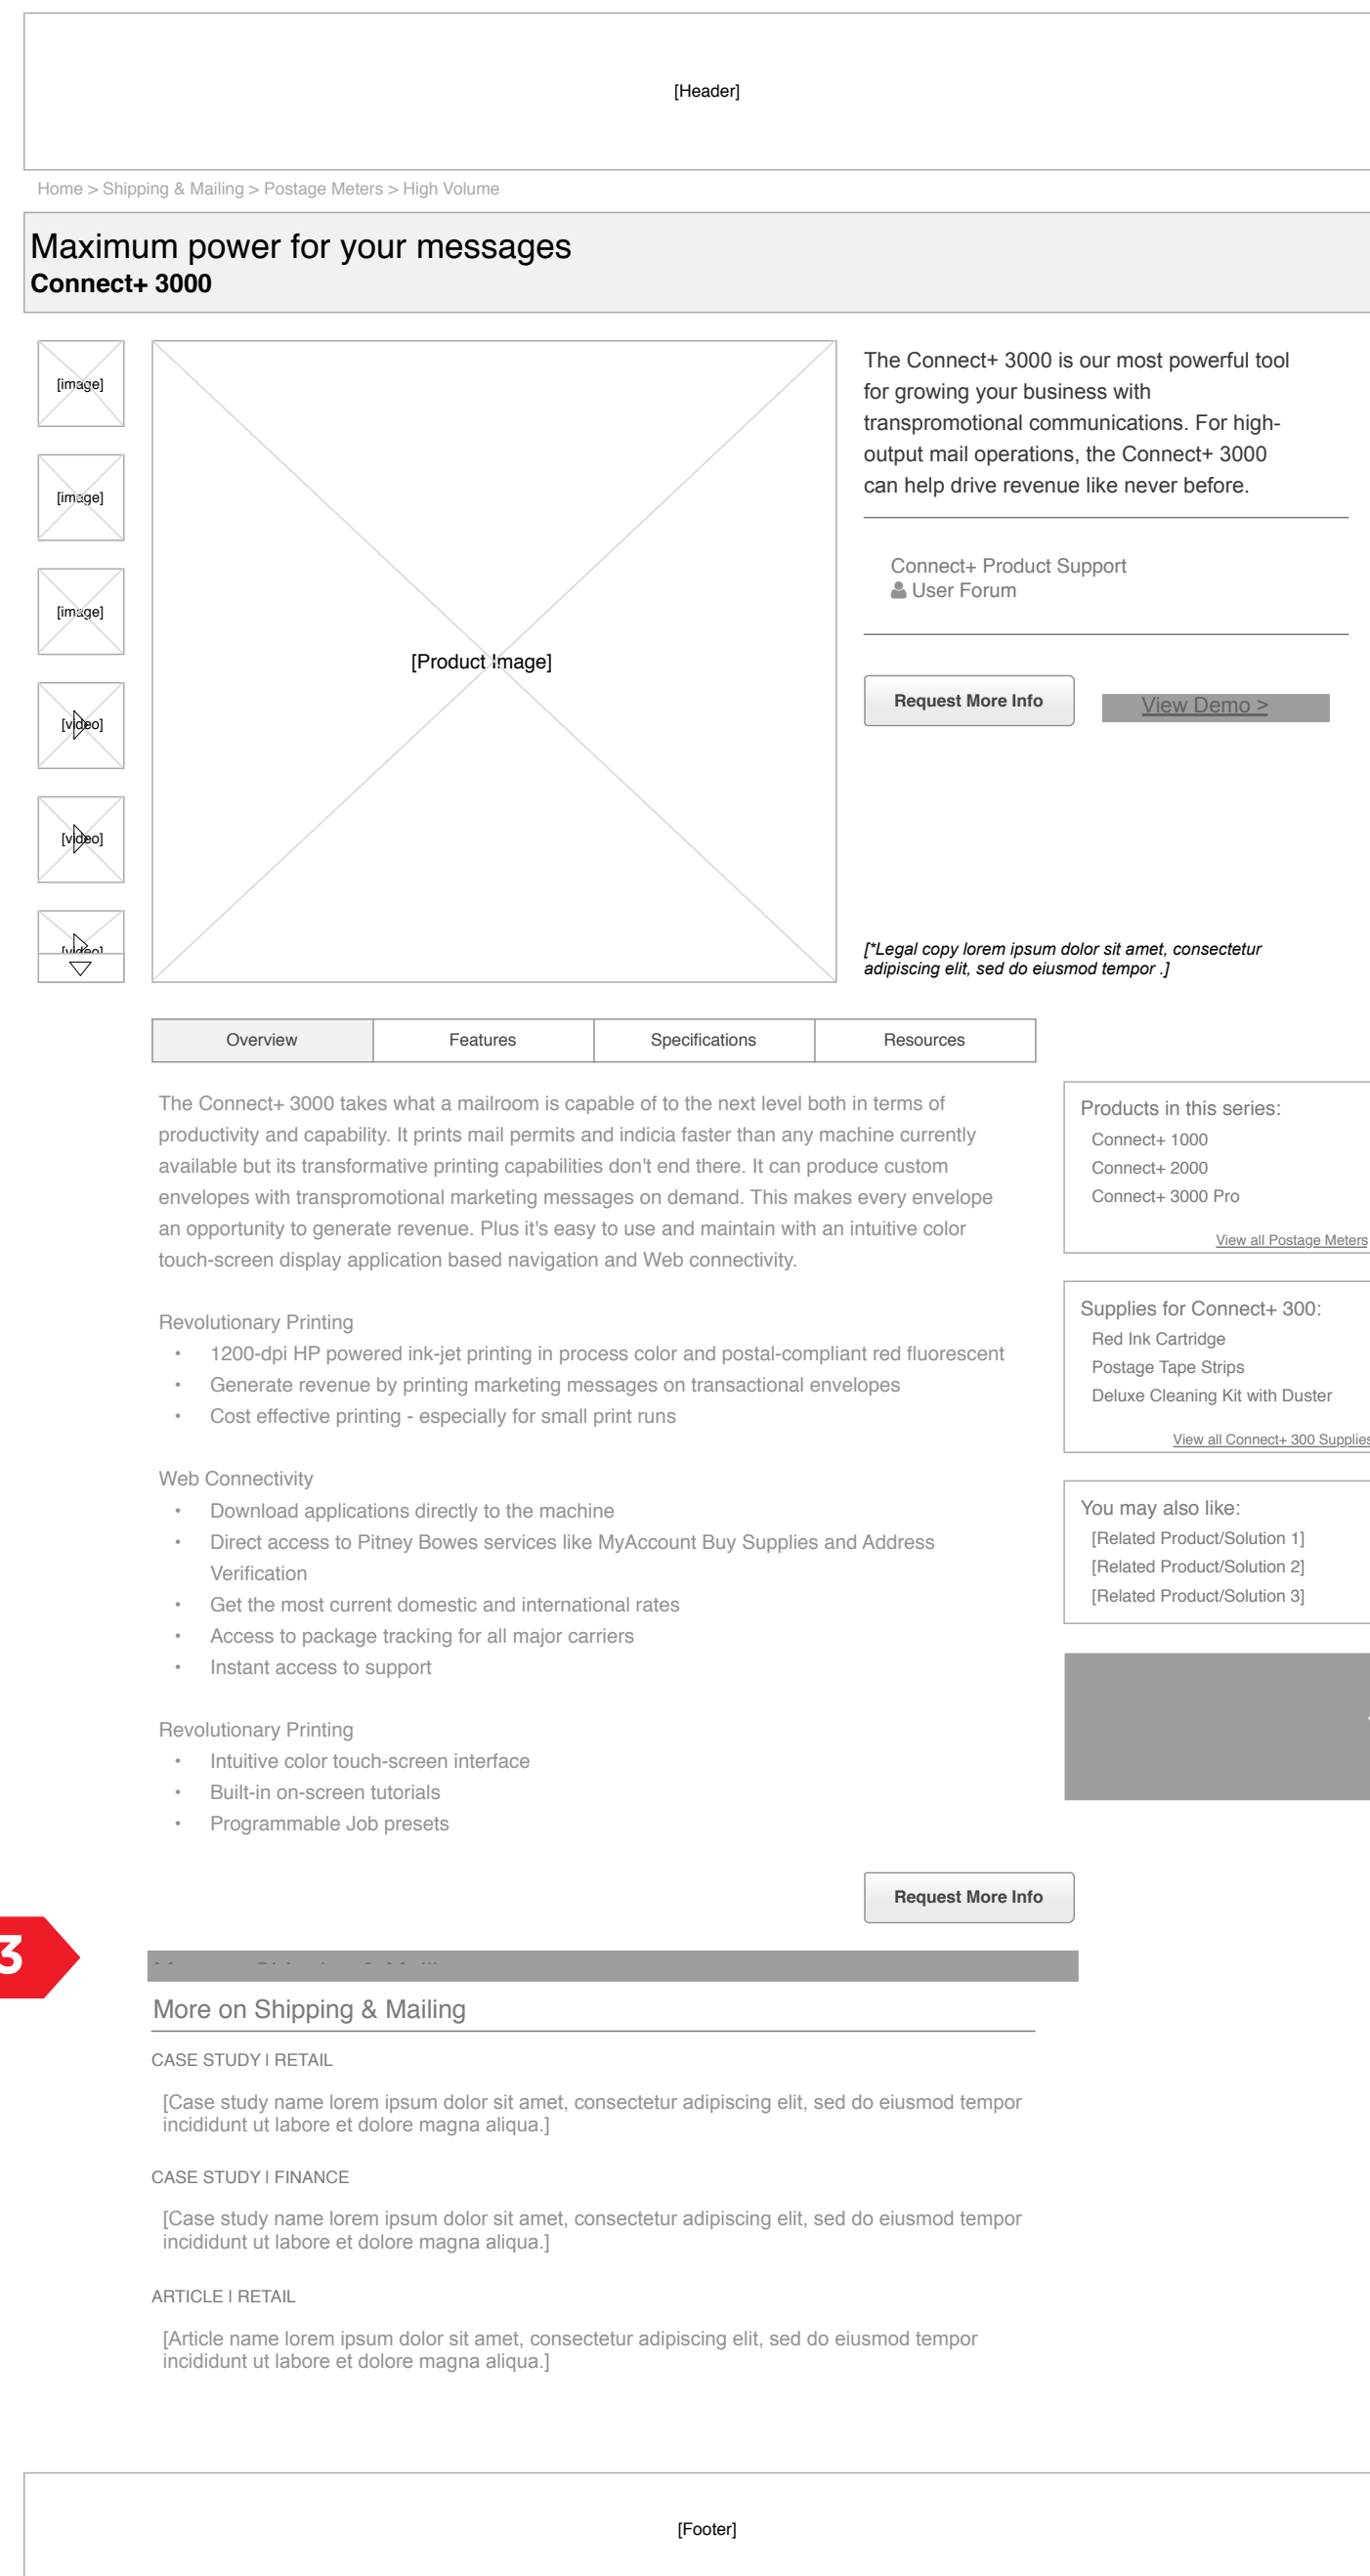 [Header]
Home > Shipping & Mailing > Postage Meters > High Volume
Maximum power for your messages
Connect+ 3000
[image]
[image]
[image]
[video]
[video]
[video]
[Product Image]
The Connect+ 3000 is our most powerful tool
for growing your business with
transpromotional communications. For high-
output mail operations, the Connect+ 3000
can help drive revenue like never before.
Connect+ Product Support
User Forum
Request More Info
View Demo >
[*Legal copy lorem ipsum dolor sit amet, consectetur
adipiscing elit, sed do eiusmod tempor .]
Overview
Features
Specifications
Resources
The Connect+ 3000 takes what a mailroom is capable of to the next level both in terms of
productivity and capability. It prints mail permits and indicia faster than any machine currently
available but its transformative printing capabilities don't end there. It can produce custom
envelopes with transpromotional marketing messages on demand. This makes every envelope
an opportunity to generate revenue. Plus it's easy to use and maintain with an intuitive color
touch-screen display application based navigation and Web connectivity.
Revolutionary Printing
• 1200-dpi HP powered ink-jet printing in process color and postal-compliant red fluorescent
• Generate revenue by printing marketing messages on transactional envelopes
• Cost effective printing - especially for small print runs
Web Connectivity
• Download applications directly to the machine
• Direct access to Pitney Bowes services like MyAccount Buy Supplies and Address
Verification
• Get the most current domestic and international rates
• Access to package tracking for all major carriers
• Instant access to support
Revolutionary Printing
• Intuitive color touch-screen interface
• Built-in on-screen tutorials
• Programmable Job presets
Request More Info
Products in this series:
Connect+ 1000
Connect+ 2000
Connect+ 3000 Pro
View all Postage Meters
Supplies for Connect+ 300:
Red Ink Cartridge
Postage Tape Strips
Deluxe Cleaning Kit with Duster
View all Connect+ 300 Supplies
You may also like:
[Related Product/Solution 1]
[Related Product/Solution 2]
[Related Product/Solution 3]
3
More on Shipping & Mailing
CASE STUDY | RETAIL
[Case study name lorem ipsum dolor sit amet, consectetur adipiscing elit, sed do eiusmod tempor
incididunt ut labore et dolore magna aliqua.]
CASE STUDY | FINANCE
[Case study name lorem ipsum dolor sit amet, consectetur adipiscing elit, sed do eiusmod tempor
incididunt ut labore et dolore magna aliqua.]
ARTICLE | RETAIL
[Article name lorem ipsum dolor sit amet, consectetur adipiscing elit, sed do eiusmod tempor
incididunt ut labore et dolore magna aliqua.]
[Footer]